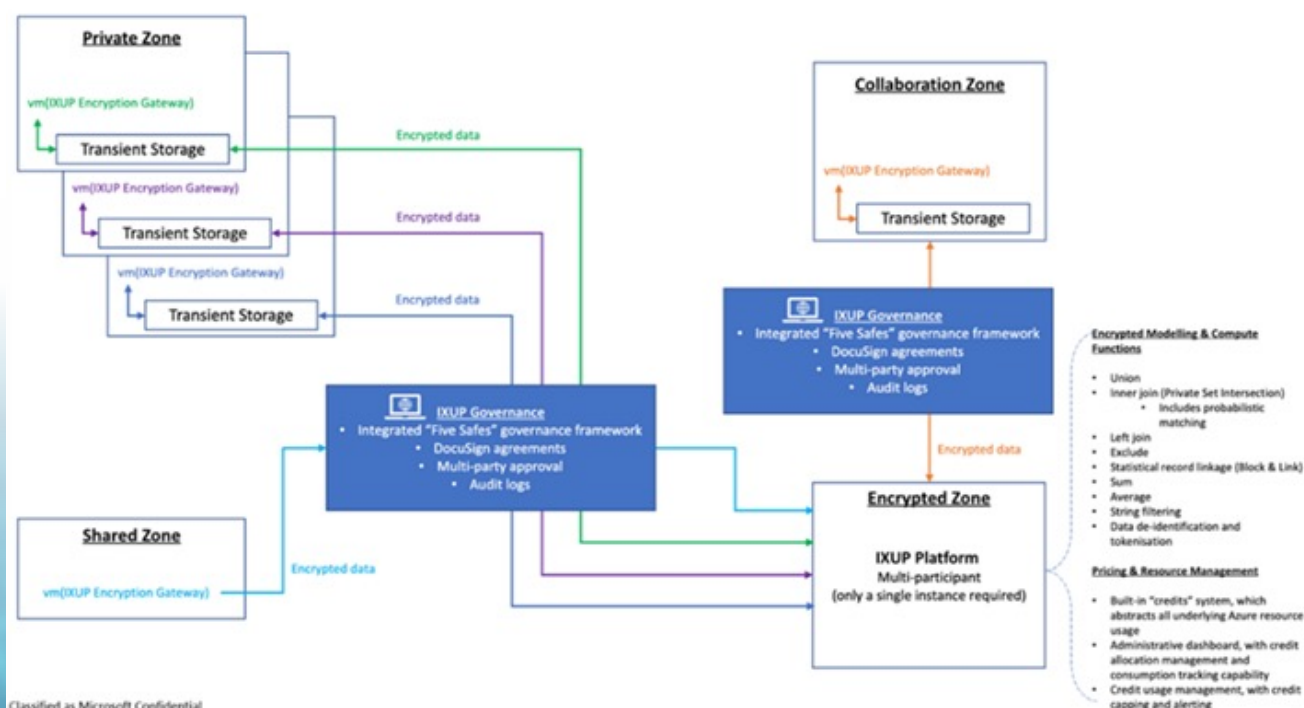 Private Zone
vm(IXUP Encryption Gateway)
Transient Storage
vm(IXUP Encryption Gateway)
Transient Storage
vm(IXUP Encryption Gateway)
Transient Storage
Encrypted data
Encrypted data
Encrypted data
Collaboration Zone
vm(IXUP Encryption Gateway)
Transient Storage
IXUP Governance
• Integrated "Five Safes" governance framework
• DocuSign agreements
• Multi-party approval
• Audit logs
Encrypted data
IXUP Governance
• Integrated "Five Safes" governance framework
• DocuSign agreements
• Multi-party approval
• Audit logs
Shared Zone
vm(IXUP Encryption Gateway)
Encrypted data
Encrypted Zone
IXUP Platform
Multi-participant
(only a single instance required)
Encrypted Modelling & Compute
Functions
• Union
• Inner join (Private Set Intersection)
• Includes probabilistic
matching
• Left join
• Exclude
• Statistical record linkage (Block & Link)
• Sum
• Average
• String filtering
• Data de-identification and
tokenisation
Pricing & Resource Management
• Built-in "credits" system, which
abstracts all underlying Azure resource
usage
• Administrative dashboard, with credit
allocation management and
consumption tracking capability
• Credit usage management, with credit
capping and alerting
Classified as Microsoft Confidential